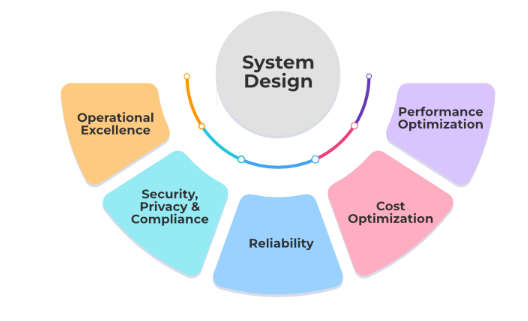 System
Design
Operational
Excellence
Security,
Privacy &
Compliance
Reliability
Cost
Optimization
Performance
Optimization